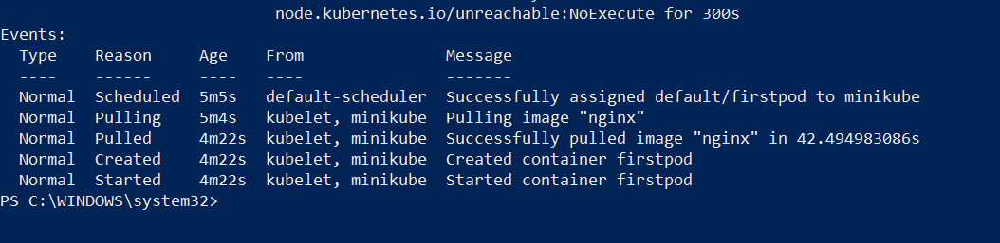 node.kubernetes.io/unreachable:NoExecute for 300s
Events:
  Type    Reason     Age    From               Message
  ----    ------     ----   ----               -------
  Normal  Scheduled  5m5s   default-scheduler  Successfully assigned default/firstpod to minikube
  Normal  Pulling    5m4s   kubelet, minikube  Pulling image "nginx"
  Normal  Pulled     4m22s  kubelet, minikube  Successfully pulled image "nginx" in 42.494983086s
  Normal  Created    4m22s  kubelet, minikube  Created container firstpod
  Normal  Started    4m22s  kubelet, minikube  Started container firstpod
PS C:\WINDOWS\system32>